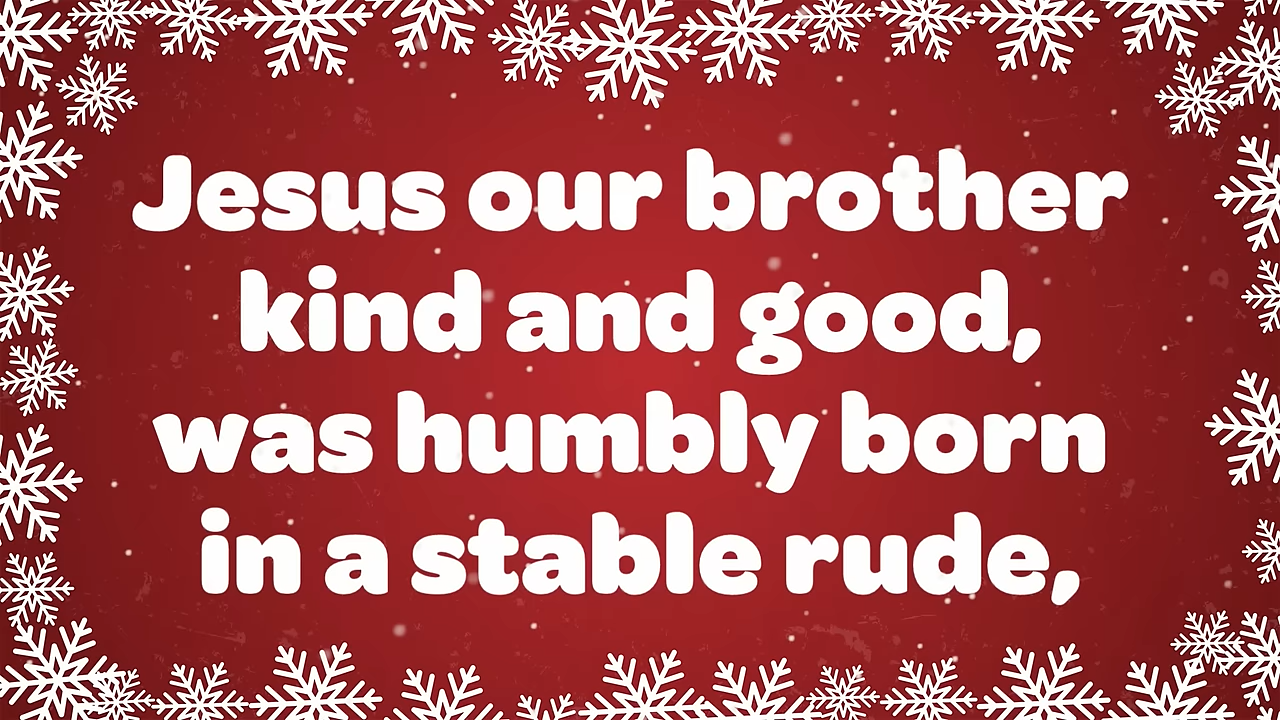 Jesus our brother
kind and good,
was humbly born
in a stable rude,